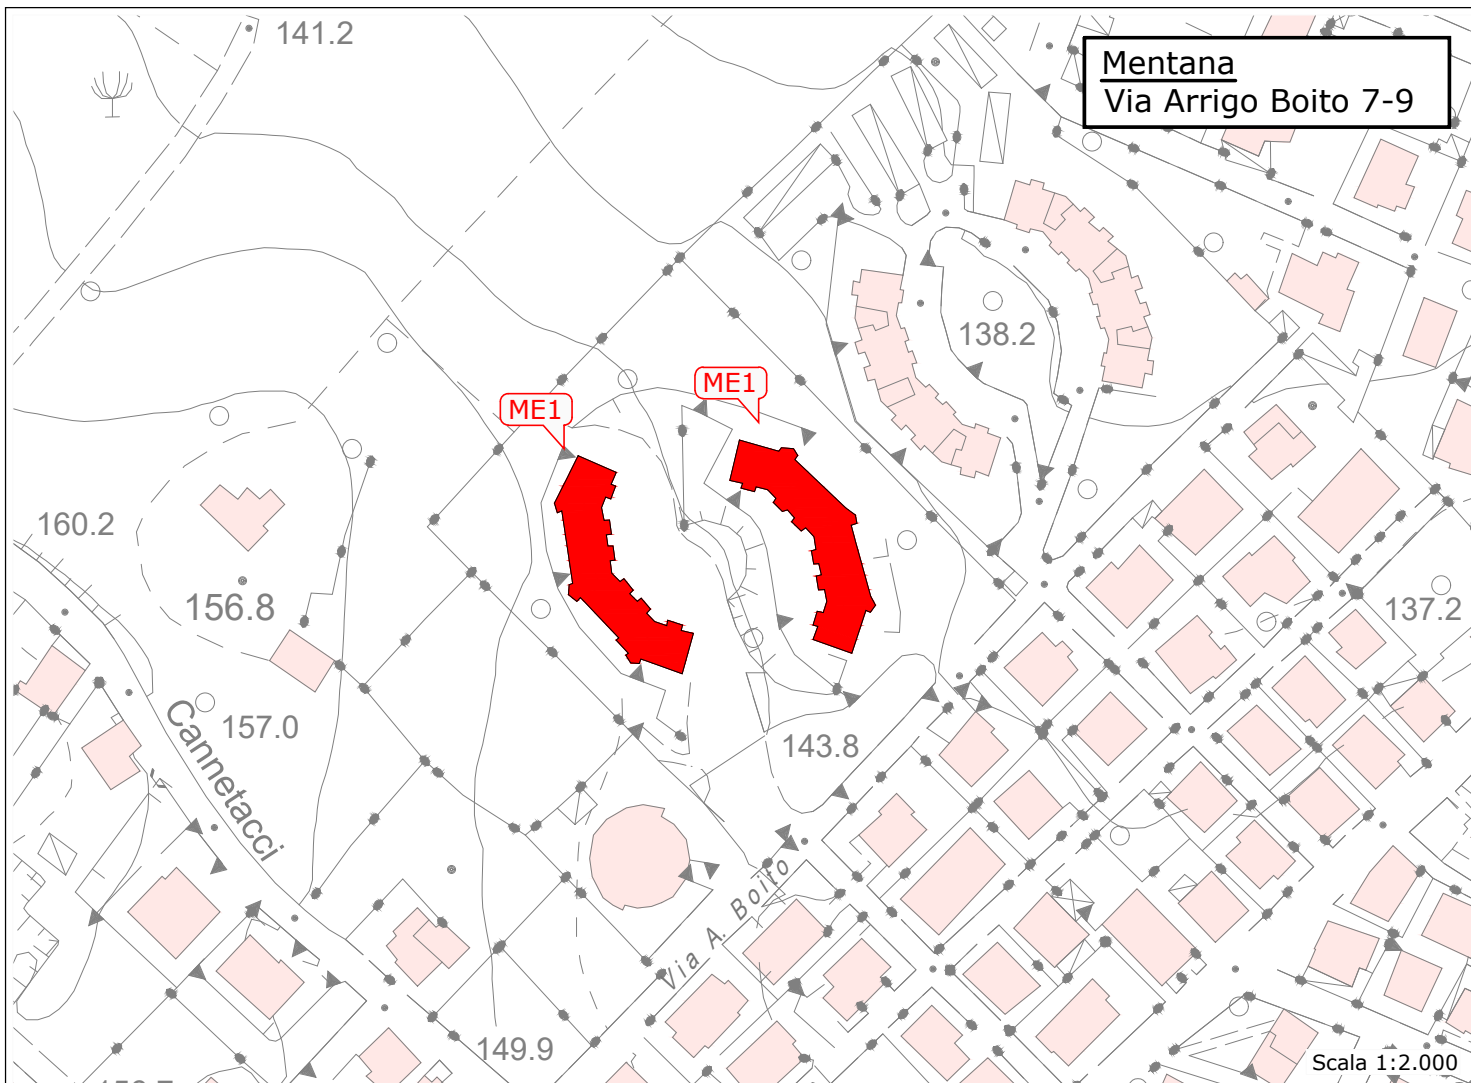 141.2
Mentana
Via Arrigo Boito 7-9
138.2
ME1
ME1
160.2
156.8
137.2
157.0
Cannetacci
143.8
Via A. Boito
149.9
Scala 1:2.000